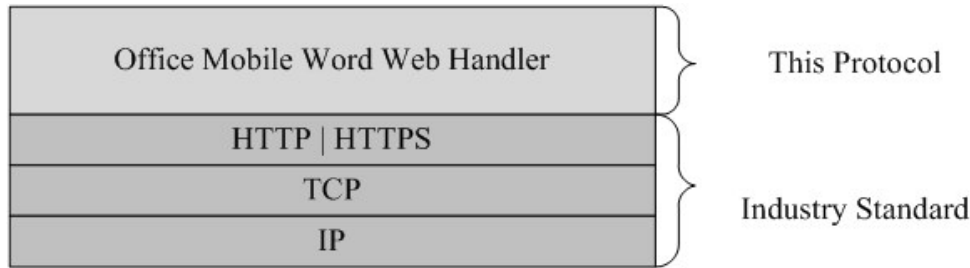 Office Mobile Word Web Handler
This Protocol
HTTP | HTTPS
TCP
IP
Industry Standard